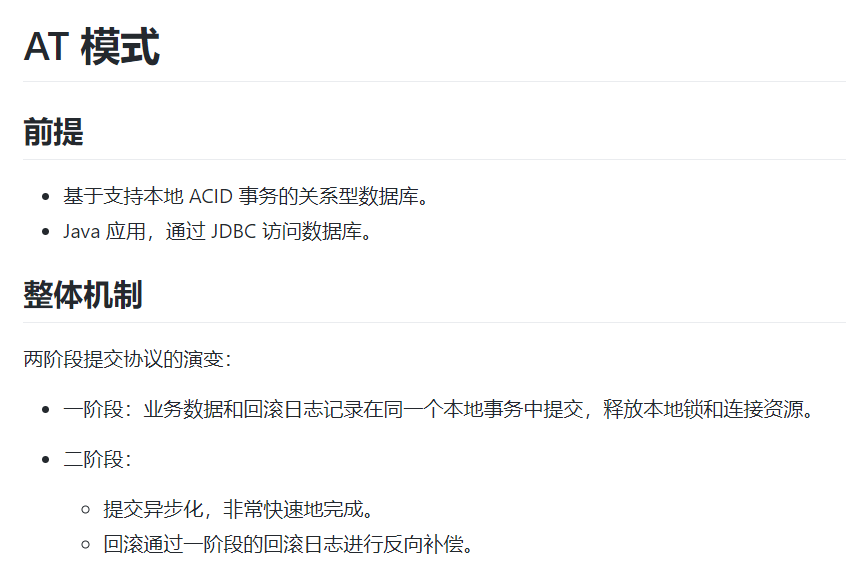 AT 模式
前提
基于支持本地 ACID 事务的关系型数据库。
Java 应用，通过 JDBC 访问数据库。
整体机制
两阶段提交协议的演变：
一阶段：业务数据和回滚日志记录在同一个本地事务中提交，释放本地锁和连接资源。
二阶段：
提交异步化，非常快速地完成。
回滚通过一阶段的回滚日志进行反向补偿。